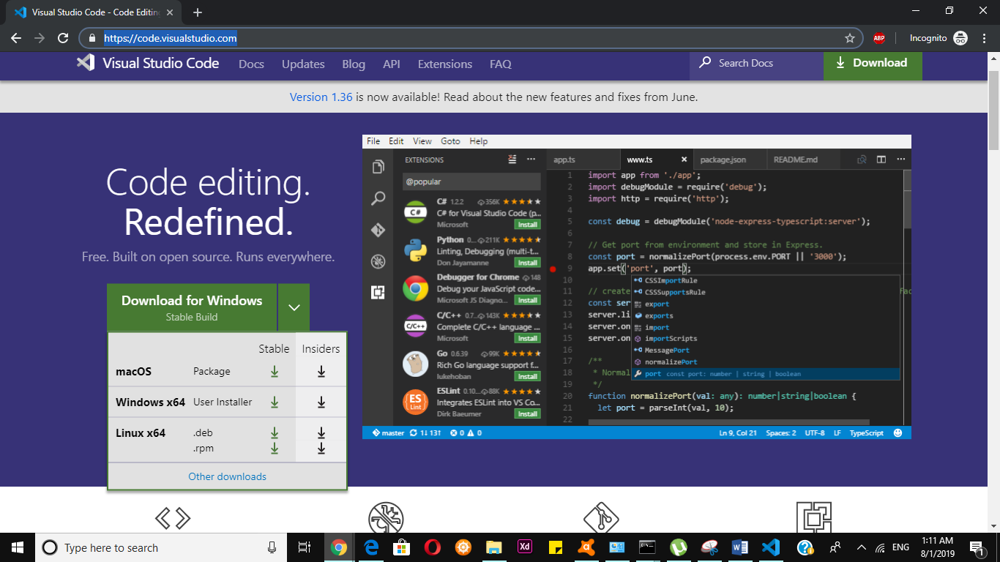 Visual Studio Code - Code Editing
https://code.visualstudio.com
ABP
Incognito
Visual Studio Code
Docs
Updates
Blog
API
Extensions
FAQ
Search Docs
Download
Version 1.36 is now available! Read about the new features and fixes from June.
Code editing.
Redefined.
Free. Built on open source. Runs everywhere.
Download for Windows
Stable Build
Stable Insiders
macOS Package
Windows x64 User Installer
Linux x64 .deb
.rpm
Other downloads
File Edit View Goto Help
EXTENSIONS
@popular
C# 1.2.2 356K
C# for Visual Studio Code (p...
Microsoft Install
Python 0... 211K
Linting, Debugging (multi-t...
Don Jayamanne Install
Debugger for Chrome 148
Debug your JavaScript code...
Microsoft JS Diagno... Install
C/C++ 0.7... 143K
Complete C/C++ language ...
Microsoft Install
Go 0.6.39 99K
Rich Go language support f...
lukehoban Install
ESLint 0.10... 88K
Integrates ESLint into VS Co...
Dirk Baeumer Install
app.ts www.ts package.json README.md
1 import app from './app';
2 import debugModule = require('debug');
3 import http = require('http');
4
5 const debug = debugModule('node-express-typescript:server');
6
7 // Get port from environment and store in Express.
8 const port = normalizePort(process.env.PORT || '3000');
9 app.set('port', port);
10
11 // create
12 const ser
13 server.li
14 server.on
15 server.on
16
17 /**
18 * Normal
19 */
20 function normalizePort(val: any): number|string|boolean {
21 let port = parseInt(val, 10);
22
CSSImportRule
CSSSupportsRule
export
exports
import
importScripts
MessagePort
normalizePort
port const port: number | string | boolean
master 1↓ 13↑ 0 0
Ln 9, Col 21 Spaces: 2 UTF-8 LF TypeScript
Type here to search
Xd
ENG
1:11 AM
8/1/2019
1